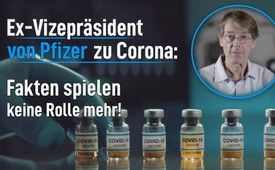 Ex-Vizepräsident
von Pfizer zu Corona:
Fakten spielen
keine Rolle mehr!
COVID-19
COVID-19
COVID-19
COVID-19
COVID-19